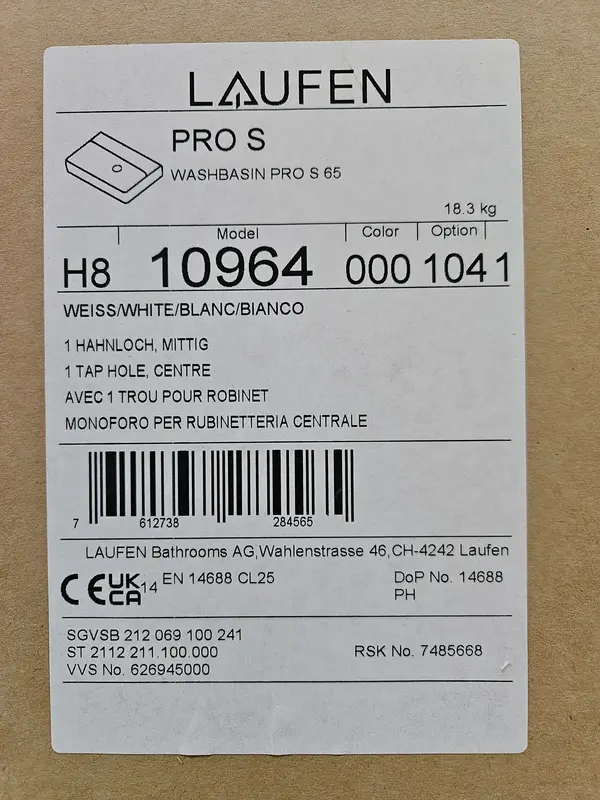 LAUFEN
PRO S
WASHBASIN PRO S 65
18.3 kg
Model Color Option
H8 10964 000 104 1
WEISS/WHITE/BLANC/BIANCO
1 HAHNLOCH, MITTIG
1 TAP HOLE, CENTRE
AVEC 1 TROU POUR ROBINET
MONOFORO PER RUBINETTERIA CENTRALE
7 612738 284565
LAUFEN Bathrooms AG,Wahlenstrasse 46,CH-4242 Laufen
CE UK CA 14 EN 14688 CL25 DoP No. 14688 PH
SGVSB 212 069 100 241
ST 2112 211.100.000 RSK No. 7485668
VVS No. 626945000